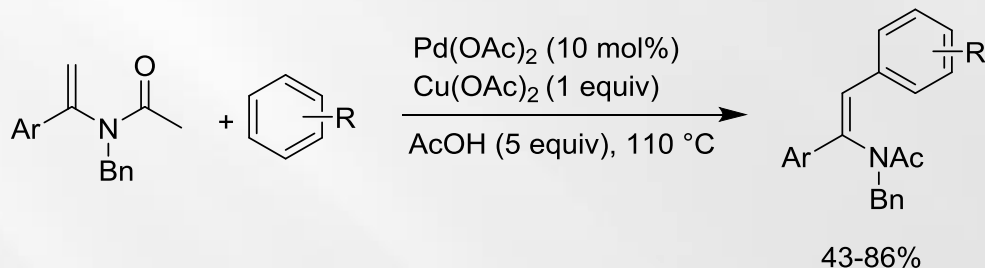 O
Ar
N
Bn
+
R
Pd(OAc)2 (10 mol%)
Cu(OAc)2 (1 equiv)
AcOH (5 equiv), 110 °C
R
Ar
NAc
Bn
43-86%